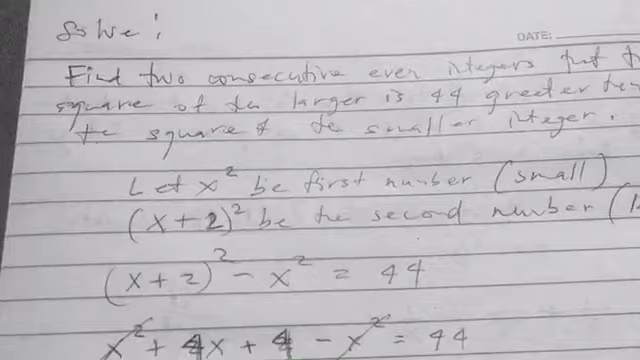 Solve:
DATE:
Find two consecutive even integers
square of the larger is 44 greater
the square of the smaller integer.
Let x² be first number (small)
(x+2)² be the second number (
(x+2)² - x² = 44
x² + 4x + 4 - x² = 44